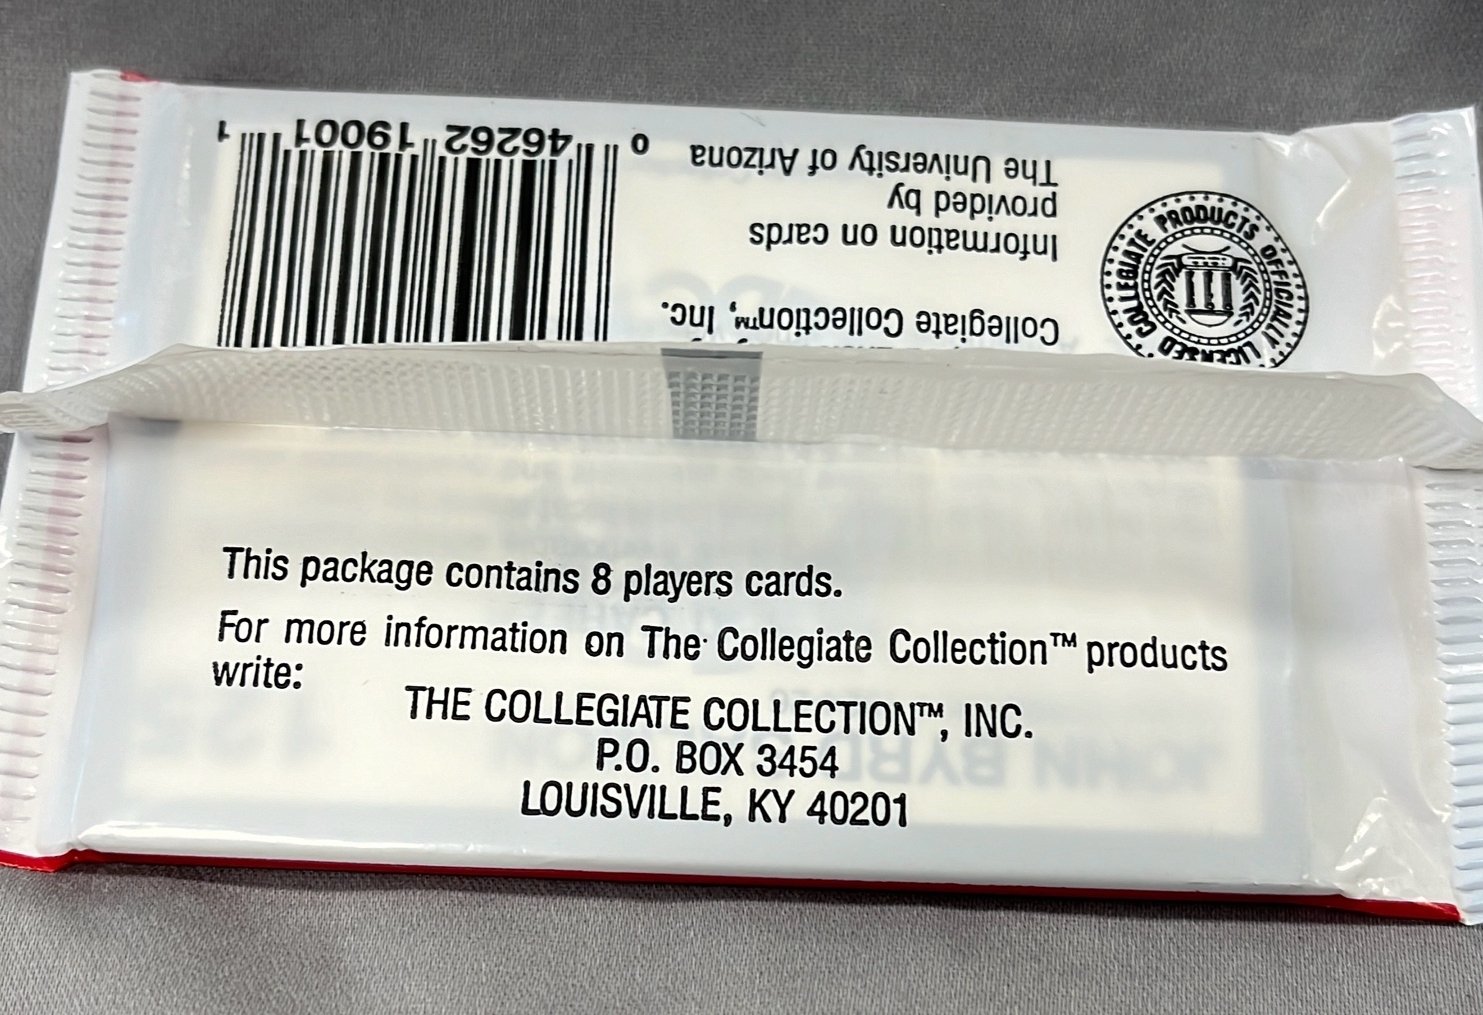 OFFICIALLY LICENSED COLLEGIATE PRODUCTS
Collegiate Collection™, Inc.
Information on cards
provided by
The University of Arizona
0 46262 19001 1
This package contains 8 players cards.
For more information on The Collegiate Collection™ products
write:
THE COLLEGIATE COLLECTION™, INC.
P.O. BOX 3454
LOUISVILLE, KY 40201